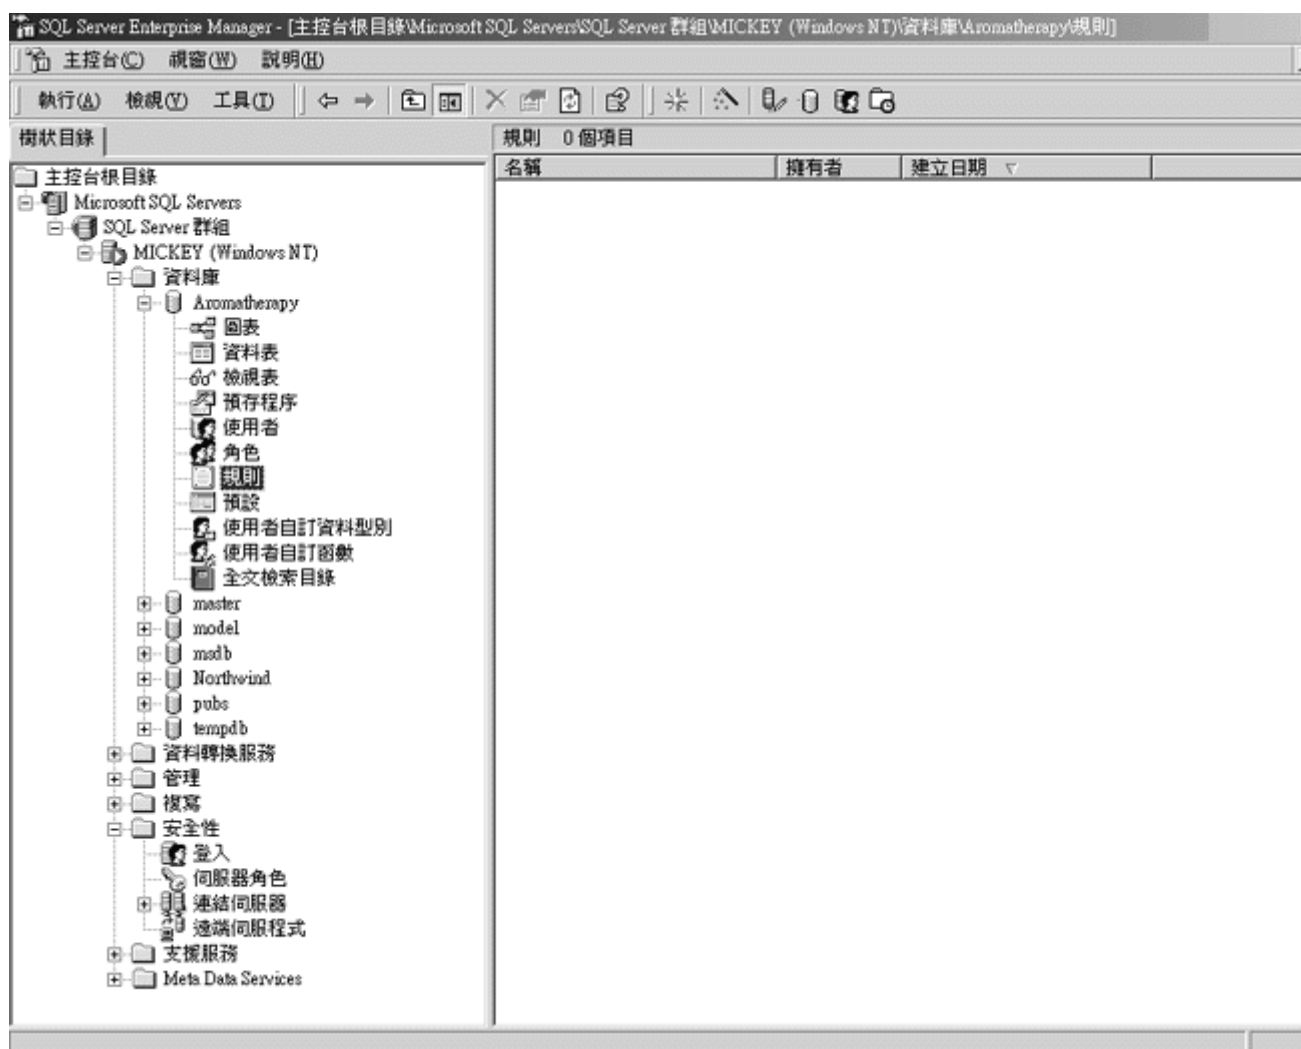 SQL Server Enterprise Manager - [主控台根目錄\Microsoft SQL Servers\SQL Server 群組\MICKEY (Windows NT)\資料庫\Aromatherapy\規則]
主控台(C) 視窗(W) 說明(H)
執行(A) 檢視(V) 工具(T)
樹狀目錄
規則 0 個項目
名稱 擁有者 建立日期
主控台根目錄
Microsoft SQL Servers
SQL Server 群組
MICKEY (Windows NT)
資料庫
Aromatherapy
圖表
資料表
檢視表
預存程序
使用者
角色
規則
預設
使用者自訂資料型別
使用者自訂函數
全文檢索目錄
master
model
msdb
Northwind
pubs
tempdb
資料轉換服務
管理
複寫
安全性
登入
伺服器角色
連結伺服器
遠端伺服程式
支援服務
Meta Data Services